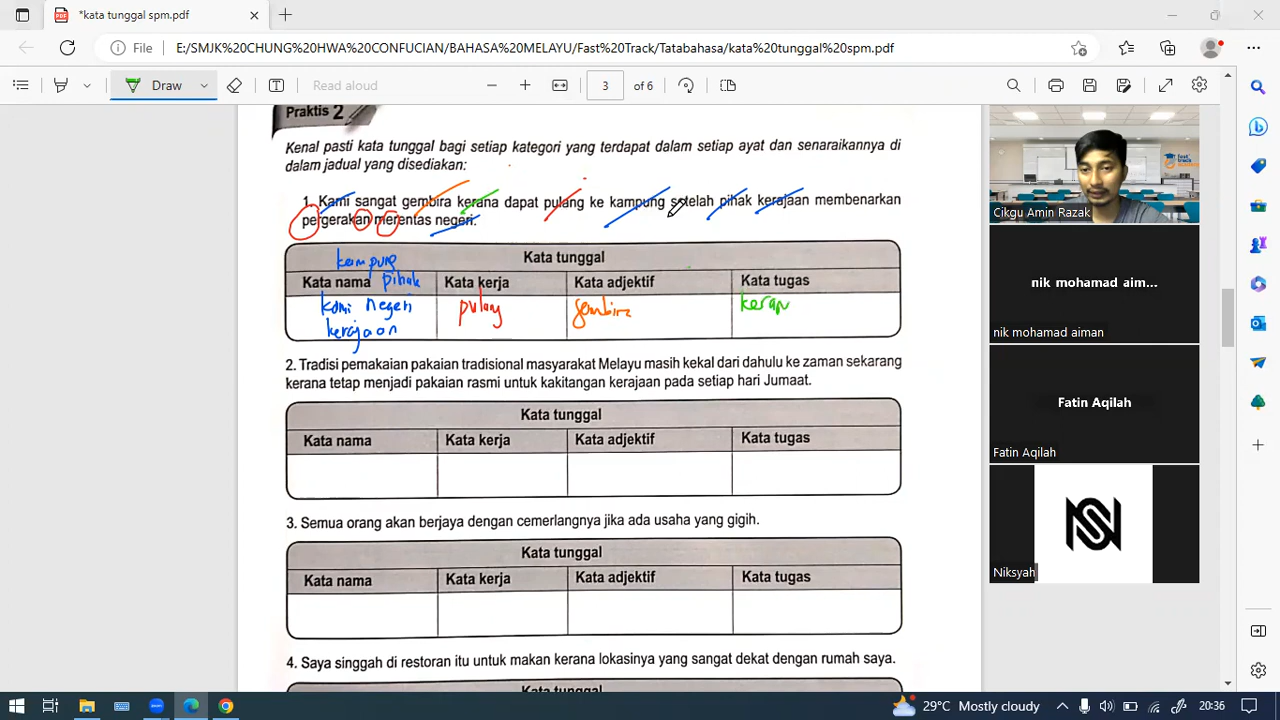 *kata tunggal spm.pdf
File
E:/SMJK%20CHUNG%20HWA%20CONFUCIAN/BAHASA%20MELAYU/Fast%20Track/Tatabahasa/kata%20tunggal%20spm.pdf
Draw
Read aloud
3 of 6
Praktis 2
Kenal pasti kata tunggal bagi setiap kategori yang terdapat dalam setiap ayat dan senaraikannya di
dalam jadual yang disediakan:
1. Kami sangat gembira kerana dapat pulang ke kampung setelah pihak kerajaan membenarkan
pergerakan merentas negeri.
kampung
Kata tunggal
Kata nama pihak Kata kerja Kata adjektif Kata tugas
kami negeri pulang gembira
kerajaan
2. Tradisi pemakaian pakaian tradisional masyarakat Melayu masih kekal dari dahulu ke zaman sekarang
kerana tetap menjadi pakaian rasmi untuk kakitangan kerajaan pada setiap hari Jumaat.
Kata tunggal
Kata nama Kata kerja Kata adjektif Kata tugas
3. Semua orang akan berjaya dengan cemerlangnya jika ada usaha yang gigih.
Kata tunggal
Kata nama Kata kerja Kata adjektif Kata tugas
4. Saya singgah di restoran itu untuk makan kerana lokasinya yang sangat dekat dengan rumah saya.
Kata tunggal
Cikgu Amin Razak
nik mohamad aim...
nik mohamad aiman
Fatin Aqilah
Fatin Aqilah
Niksyah
29°C Mostly cloudy
20:36